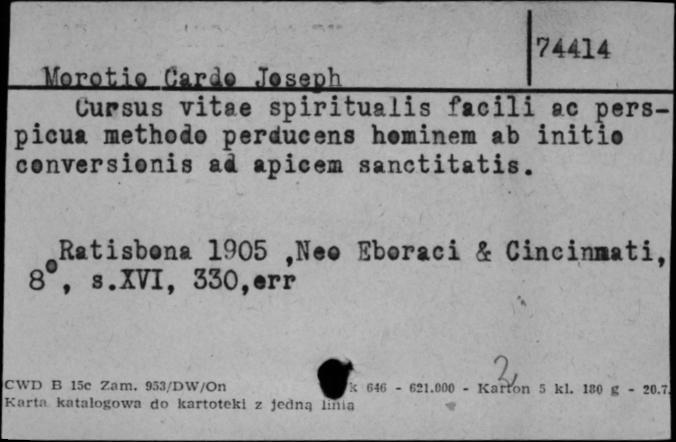 74414
Morotio Cardo Joseph
Cursus vitae spiritualis facili ac pers-
picua methodo perducens hominem ab initio
conversionis ad apicem sanctitatis.
Ratisbona 1905 ,Neo Eboraci & Cincinnati,
8°, s.XVI, 330,err
2
CWD B 15c Zam. 953/DW/On k 646 - 621.000 - Karton 5 kl. 180 g - 20.7.
Karta katalogowa do kartoteki z jedną linią